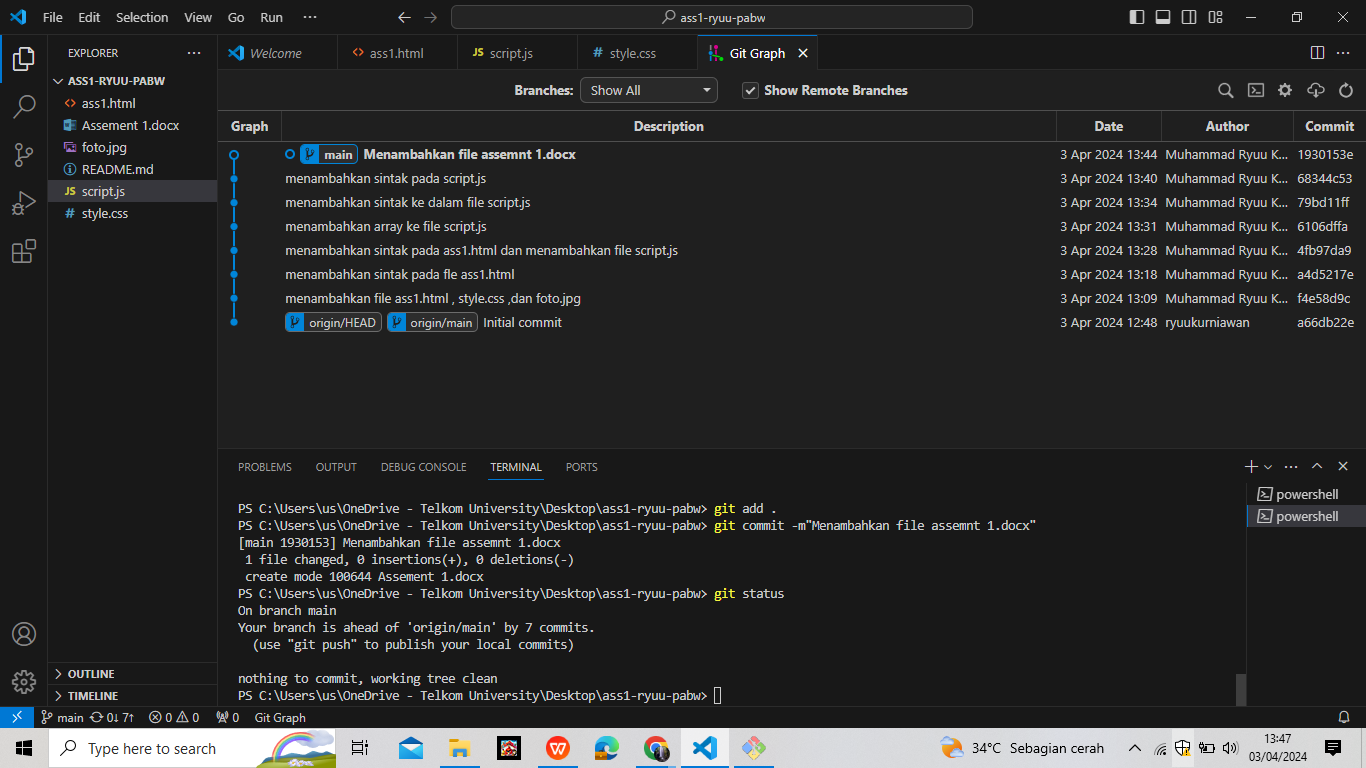 File Edit Selection View Go Run ··· ass1-ryuu-pabw
EXPLORER ···
ASS1-RYUU-PABW
ass1.html
Assement 1.docx
foto.jpg
README.md
JS script.js
# style.css
OUTLINE
TIMELINE
Welcome
ass1.html
JS script.js
# style.css
Git Graph
Branches: Show All Show Remote Branches
Graph Description Date Author Commit
main Menambahkan file assemnt 1.docx 3 Apr 2024 13:44 Muhammad Ryuu K... 1930153e
menambahkan sintak pada script.js 3 Apr 2024 13:40 Muhammad Ryuu K... 68344c53
menambahkan sintak ke dalam file script.js 3 Apr 2024 13:34 Muhammad Ryuu K... 79bd11ff
menambahkan array ke file script.js 3 Apr 2024 13:31 Muhammad Ryuu K... 6106dffa
menambahkan sintak pada ass1.html dan menambahkan file script.js 3 Apr 2024 13:28 Muhammad Ryuu K... 4fb97da9
menambahkan sintak pada fle ass1.html 3 Apr 2024 13:18 Muhammad Ryuu K... a4d5217e
menambahkan file ass1.html , style.css ,dan foto.jpg 3 Apr 2024 13:09 Muhammad Ryuu K... f4e58d9c
origin/HEAD origin/main Initial commit 3 Apr 2024 12:48 ryuukurniawan a66db22e
PROBLEMS OUTPUT DEBUG CONSOLE TERMINAL PORTS
PS C:\Users\us\OneDrive - Telkom University\Desktop\ass1-ryuu-pabw> git add .
PS C:\Users\us\OneDrive - Telkom University\Desktop\ass1-ryuu-pabw> git commit -m"Menambahkan file assemnt 1.docx"
[main 1930153] Menambahkan file assemnt 1.docx
1 file changed, 0 insertions(+), 0 deletions(-)
create mode 100644 Assement 1.docx
PS C:\Users\us\OneDrive - Telkom University\Desktop\ass1-ryuu-pabw> git status
On branch main
Your branch is ahead of 'origin/main' by 7 commits.
(use "git push" to publish your local commits)
nothing to commit, working tree clean
PS C:\Users\us\OneDrive - Telkom University\Desktop\ass1-ryuu-pabw>
powershell
powershell
main 0↓ 7↑ 0 0 0 Git Graph
Type here to search 34°C Sebagian cerah 13:47
03/04/2024